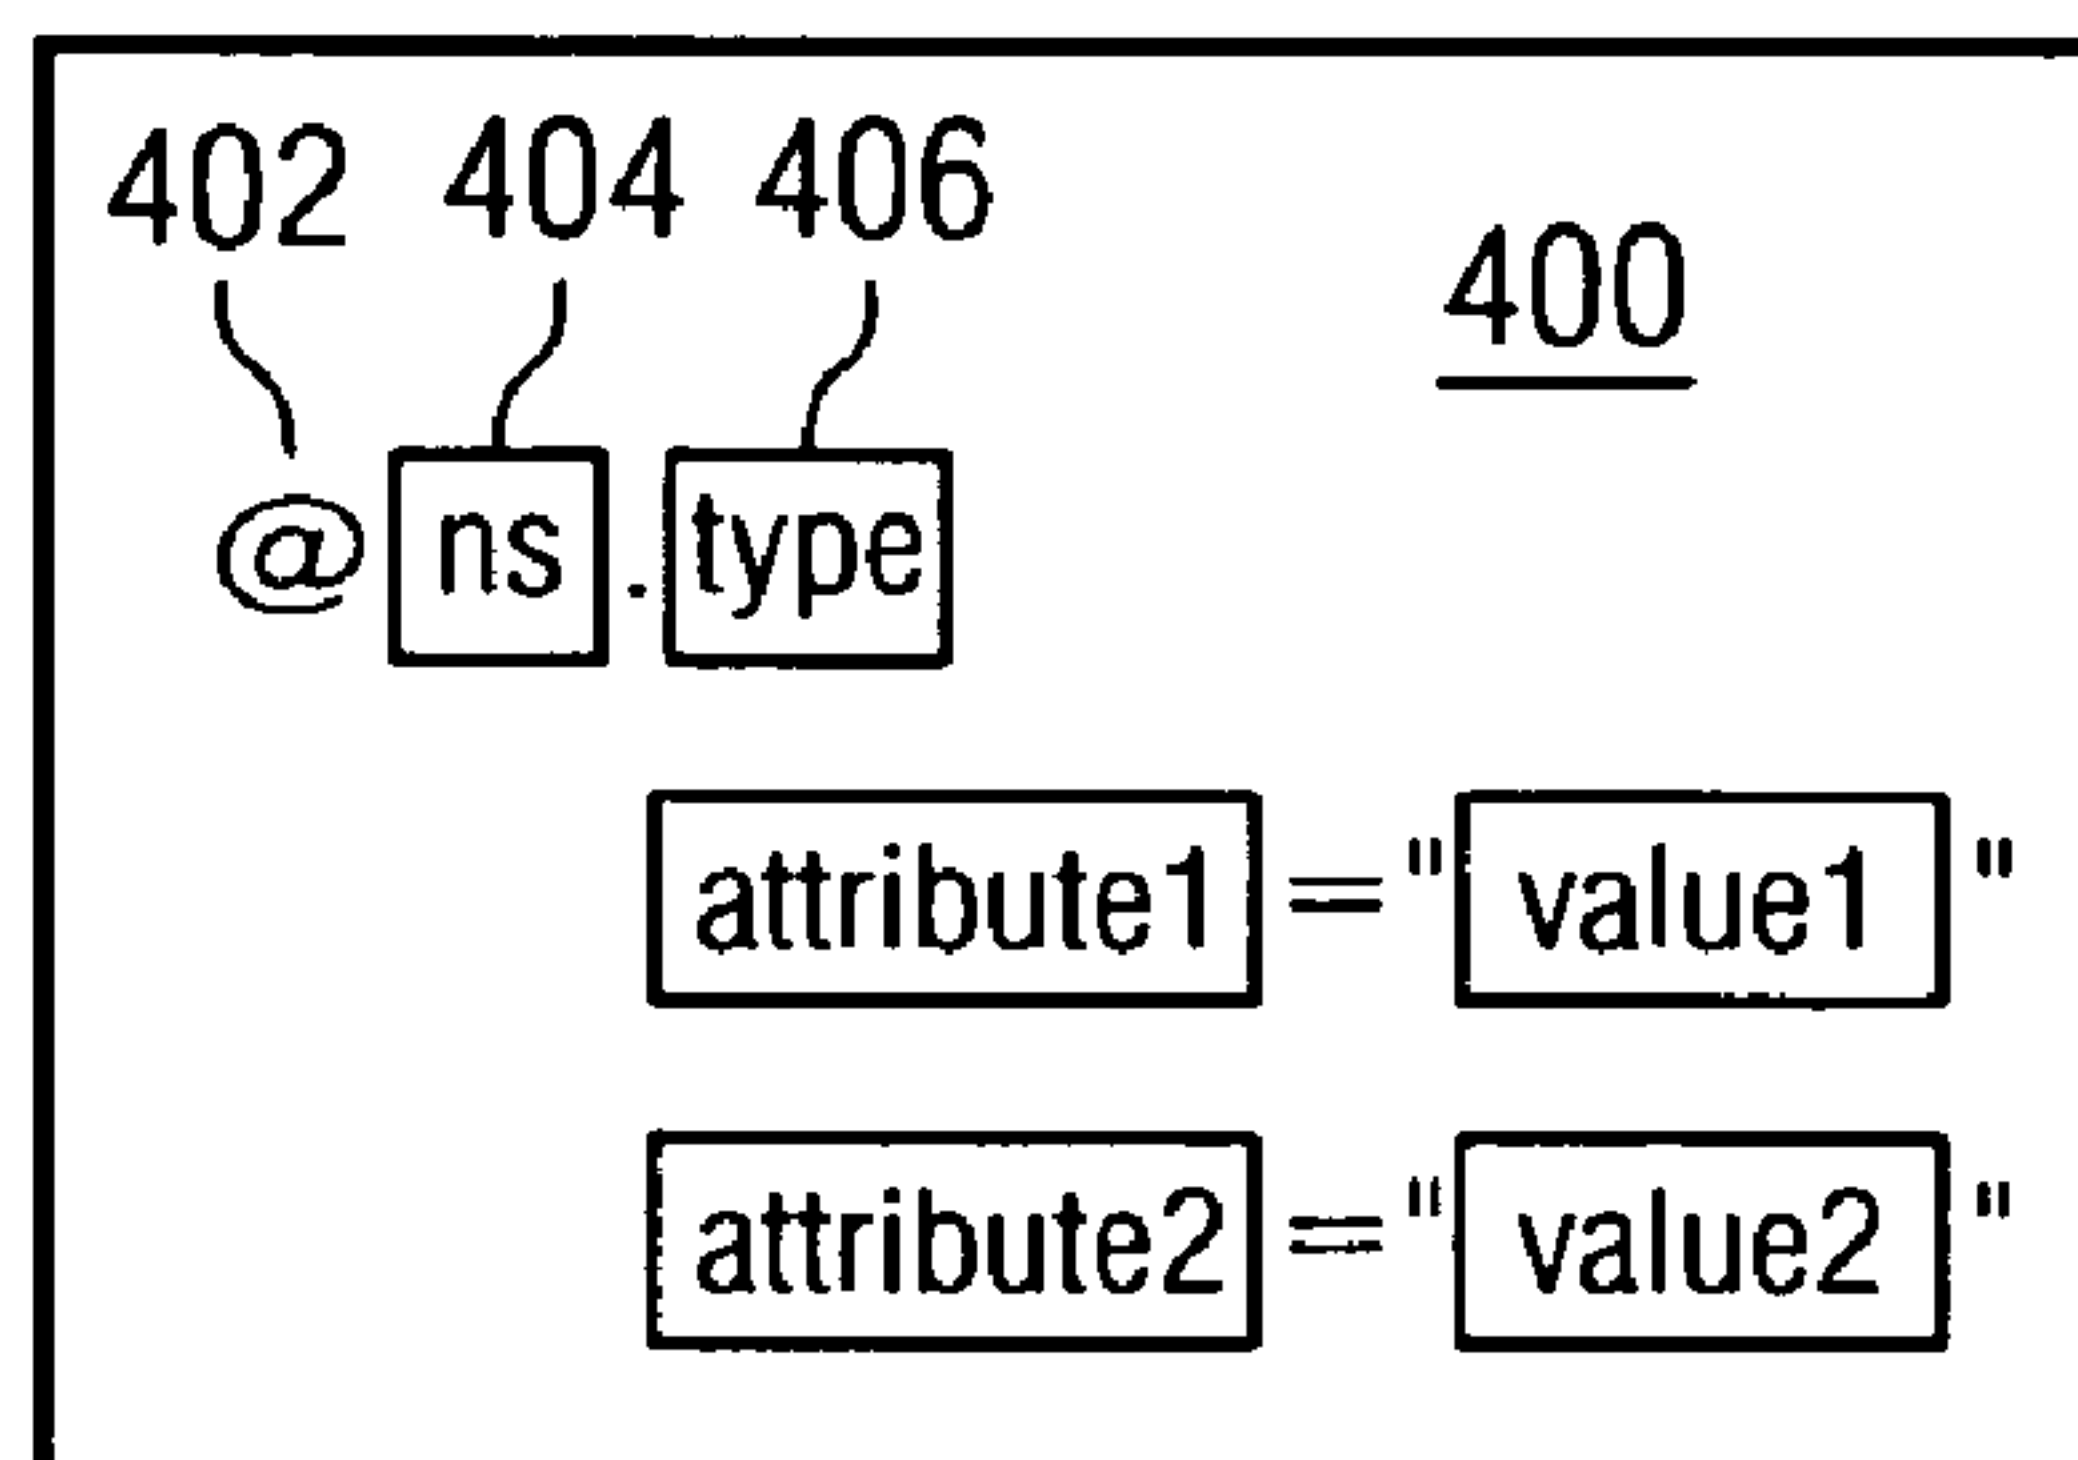 402 404 406
400
@ ns . type
attribute1 = " value1 "
attribute2 = " value2 "